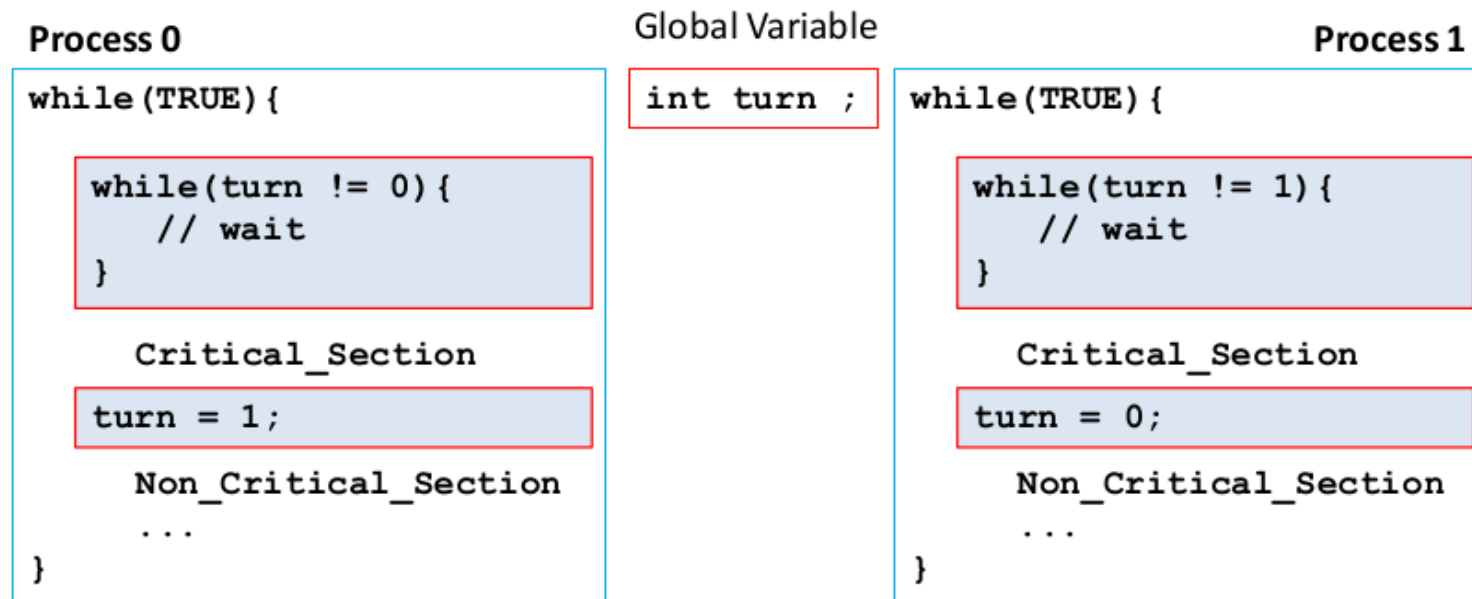 Process 0
while(TRUE){
while(turn != 0){
// wait
}
Critical_Section
turn = 1;
Non_Critical_Section
...
}
Global Variable
int turn ;
Process 1
while(TRUE){
while(turn != 1){
// wait
}
Critical_Section
turn = 0;
Non_Critical_Section
...
}